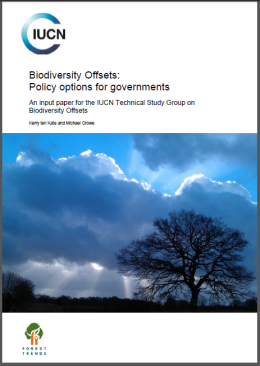 IUCN
Biodiversity Offsets:
Policy options for governments
An input paper for the IUCN Technical Study Group on
Biodiversity Offsets
Kerry ten Kate and Michael Crowe
FOREST
TRENDS